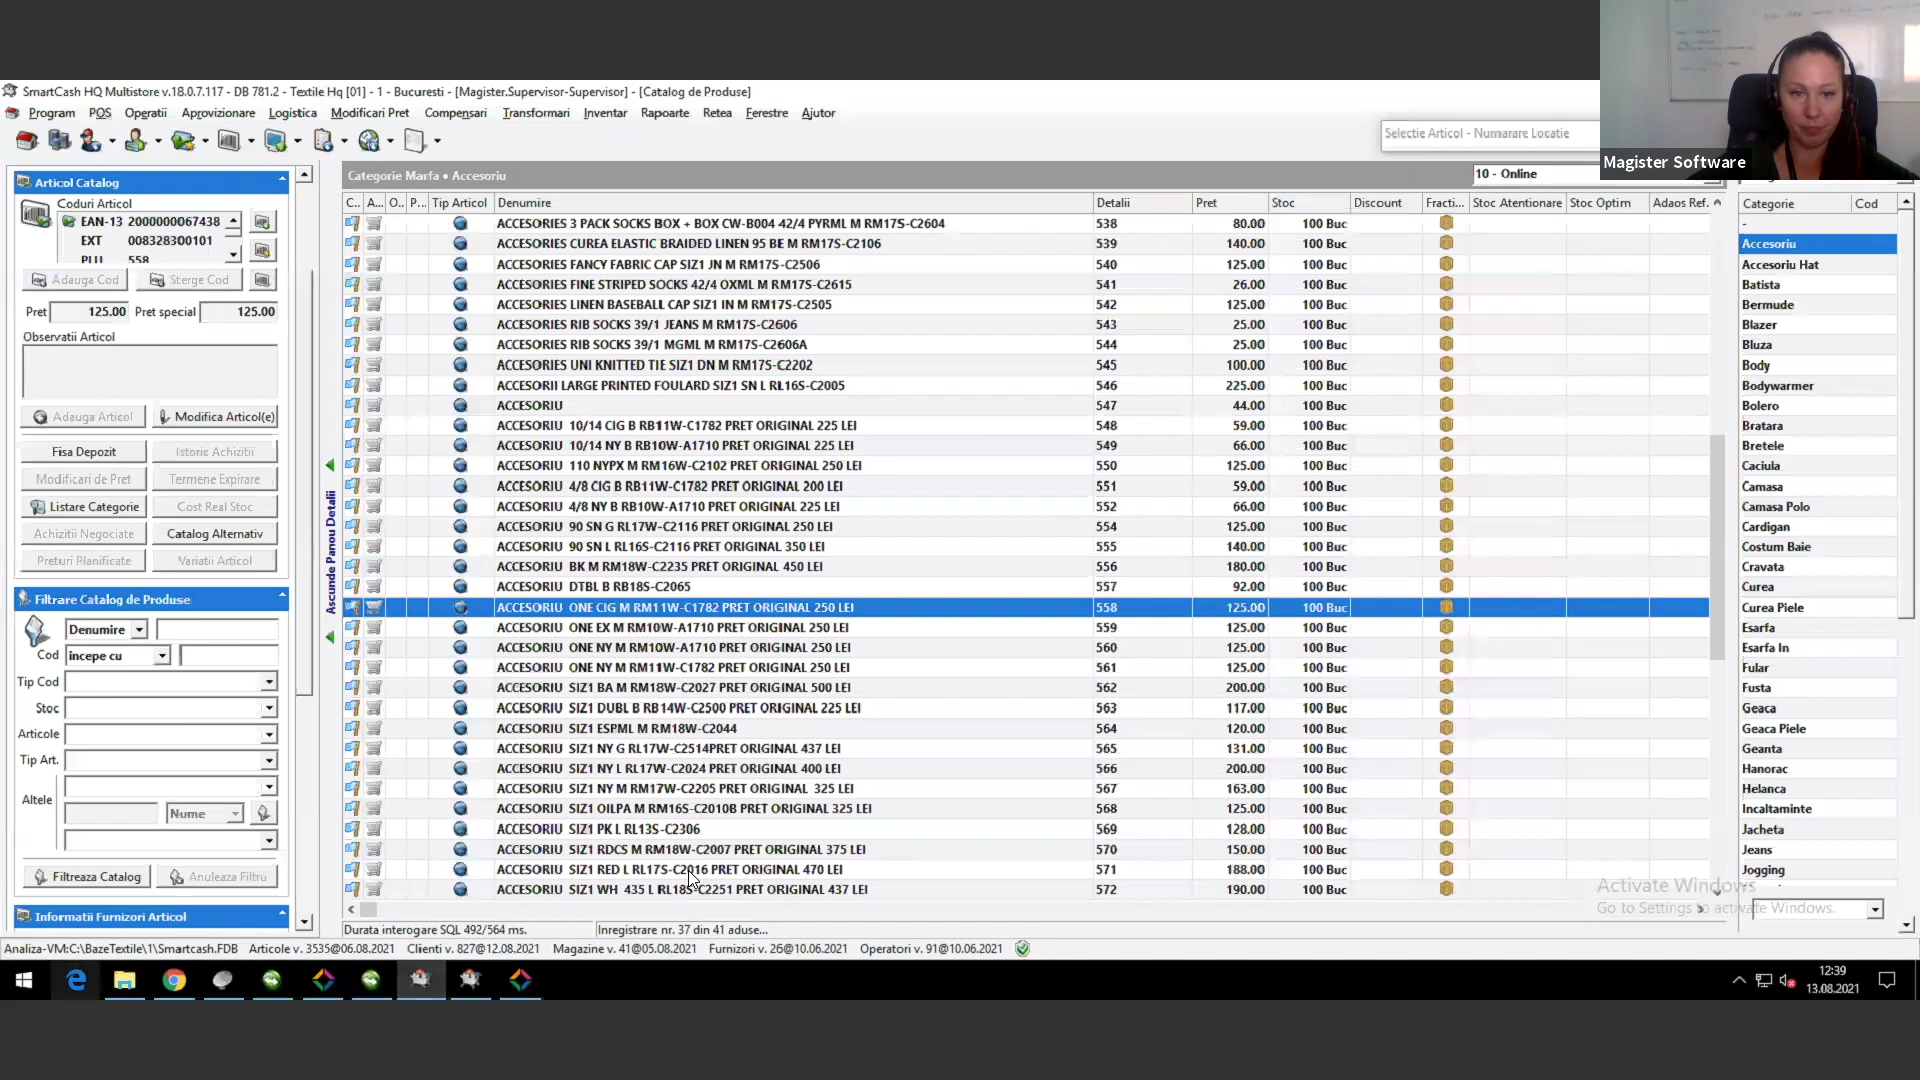 SmartCash HQ Multistore v.18.0.7.117 - DB 781.2 - Textile Hq [01] - 1 - Bucuresti - [Magister.Supervisor-Supervisor] - [Catalog de Produse]
Program POS Operatii Aprovizionare Logistica Modificari Pret Compensari Transformari Inventar Rapoarte Retea Ferestre Ajutor
Selectie Articol - Numarare Locatie
Magister Software
Articol Catalog
Coduri Articol
EAN-13 2000000067438
EXT 008328300101
PLU 558
Adauga Cod Sterge Cod
Pret 125.00 Pret special 125.00
Observatii Articol
Adauga Articol Modifica Articol(e)
Fisa Depozit Istoric Achizitii
Modificari de Pret Termene Expirare
Listare Categorie Cost Real Stoc
Achizitii Negociate Catalog Alternativ
Preturi Planificate Variatii Articol
Filtrare Catalog de Produse
Denumire
Cod incepe cu
Tip Cod
Stoc
Articole
Tip Art.
Altele
Nume
Filtreaza Catalog Anuleaza Filtru
Informatii Furnizori Articol
Ascunde Panou Detalii
Categorie Marfa • Accesoriu
10 - Online
C.. A... O.. P... Tip Articol Denumire Detalii Pret Stoc Discount Fracti... Stoc Atentionare Stoc Optim Adaos Ref.
ACCESORIES 3 PACK SOCKS BOX + BOX CW-B004 42/4 PYRML M RM17S-C2604 538 80.00 100 Buc
ACCESORIES CUREA ELASTIC BRAIDED LINEN 95 BE M RM17S-C2106 539 140.00 100 Buc
ACCESORIES FANCY FABRIC CAP SIZ1 JN M RM17S-C2506 540 125.00 100 Buc
ACCESORIES FINE STRIPED SOCKS 42/4 OXML M RM17S-C2615 541 26.00 100 Buc
ACCESORIES LINEN BASEBALL CAP SIZ1 IN M RM17S-C2505 542 125.00 100 Buc
ACCESORIES RIB SOCKS 39/1 JEANS M RM17S-C2606 543 25.00 100 Buc
ACCESORIES RIB SOCKS 39/1 MGML M RM17S-C2606A 544 25.00 100 Buc
ACCESORIES UNI KNITTED TIE SIZ1 DN M RM17S-C2202 545 100.00 100 Buc
ACCESORII LARGE PRINTED FOULARD SIZ1 SN L RL16S-C2005 546 225.00 100 Buc
ACCESORIU 547 44.00 100 Buc
ACCESORIU 10/14 CIG B RB11W-C1782 PRET ORIGINAL 225 LEI 548 59.00 100 Buc
ACCESORIU 10/14 NY B RB10W-A1710 PRET ORIGINAL 225 LEI 549 66.00 100 Buc
ACCESORIU 110 NYPX M RM16W-C2102 PRET ORIGINAL 250 LEI 550 125.00 100 Buc
ACCESORIU 4/8 CIG B RB11W-C1782 PRET ORIGINAL 200 LEI 551 59.00 100 Buc
ACCESORIU 4/8 NY B RB10W-A1710 PRET ORIGINAL 225 LEI 552 66.00 100 Buc
ACCESORIU 90 SN G RL17W-C2116 PRET ORIGINAL 250 LEI 554 125.00 100 Buc
ACCESORIU 90 SN L RL16S-C2116 PRET ORIGINAL 350 LEI 555 140.00 100 Buc
ACCESORIU BK M RM18W-C2235 PRET ORIGINAL 450 LEI 556 180.00 100 Buc
ACCESORIU DTBL B RB18S-C2065 557 92.00 100 Buc
ACCESORIU ONE CIG M RM11W-C1782 PRET ORIGINAL 250 LEI 558 125.00 100 Buc
ACCESORIU ONE EX M RM10W-A1710 PRET ORIGINAL 250 LEI 559 125.00 100 Buc
ACCESORIU ONE NY M RM10W-A1710 PRET ORIGINAL 250 LEI 560 125.00 100 Buc
ACCESORIU ONE NY M RM11W-C1782 PRET ORIGINAL 250 LEI 561 125.00 100 Buc
ACCESORIU SIZ1 BA M RM18W-C2027 PRET ORIGINAL 500 LEI 562 200.00 100 Buc
ACCESORIU SIZ1 DUBL B RB14W-C2500 PRET ORIGINAL 225 LEI 563 117.00 100 Buc
ACCESORIU SIZ1 ESPML M RM18W-C2044 564 120.00 100 Buc
ACCESORIU SIZ1 NY G RL17W-C2514PRET ORIGINAL 437 LEI 565 131.00 100 Buc
ACCESORIU SIZ1 NY L RL17W-C2024 PRET ORIGINAL 400 LEI 566 200.00 100 Buc
ACCESORIU SIZ1 NY M RM17W-C2205 PRET ORIGINAL 325 LEI 567 163.00 100 Buc
ACCESORIU SIZ1 OILPA M RM16S-C2010B PRET ORIGINAL 325 LEI 568 125.00 100 Buc
ACCESORIU SIZ1 PK L RL13S-C2306 569 128.00 100 Buc
ACCESORIU SIZ1 RDCS M RM18W-C2007 PRET ORIGINAL 375 LEI 570 150.00 100 Buc
ACCESORIU SIZ1 RED L RL17S-C2016 PRET ORIGINAL 470 LEI 571 188.00 100 Buc
ACCESORIU SIZ1 WH 435 L RL18S-C2251 PRET ORIGINAL 437 LEI 572 190.00 100 Buc
Durata interogare SQL 492/564 ms. Inregistrare nr. 37 din 41 aduse...
Categorie Cod
-
Accesoriu
Accesoriu Hat
Batista
Bermude
Blazer
Bluza
Body
Bodywarmer
Bolero
Bratara
Bretele
Caciula
Camasa
Camasa Polo
Cardigan
Costum Baie
Cravata
Curea
Curea Piele
Esarfa
Esarfa In
Fular
Fusta
Geaca
Geaca Piele
Geanta
Hanorac
Helanca
Incaltaminte
Jacheta
Jeans
Jogging
Activate Windows
Go to Settings to activate Windows.
Analiza-VM:C:\BazeTextile\1\Smartcash.FDB Articole v. 3535@06.08.2021 Clienti v. 827@12.08.2021 Magazine v. 41@05.08.2021 Furnizori v. 26@10.06.2021 Operatori v. 91@10.06.2021
12:39
13.08.2021